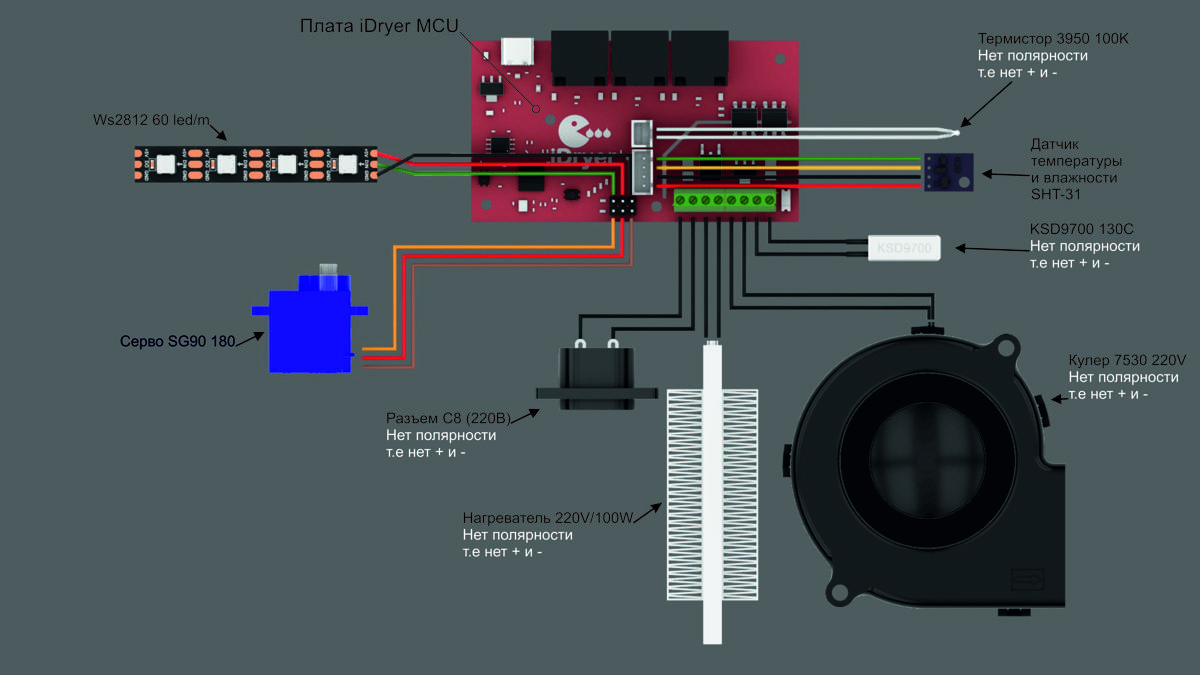 Плата iDryer MCU
Термистор 3950 100K
Нет полярности
т.е нет + и -
Ws2812 60 led/m
iDryer
Датчик
температуры
и влажности
SHT-31
KSD9700 130C
Нет полярности
т.е нет + и -
KSD9700
Серво SG90 180
Кулер 7530 220V
Нет полярности
т.е нет + и -
Разъем C8 (220В)
Нет полярности
т.е нет + и -
Нагреватель 220V/100W
Нет полярности
т.е нет + и -